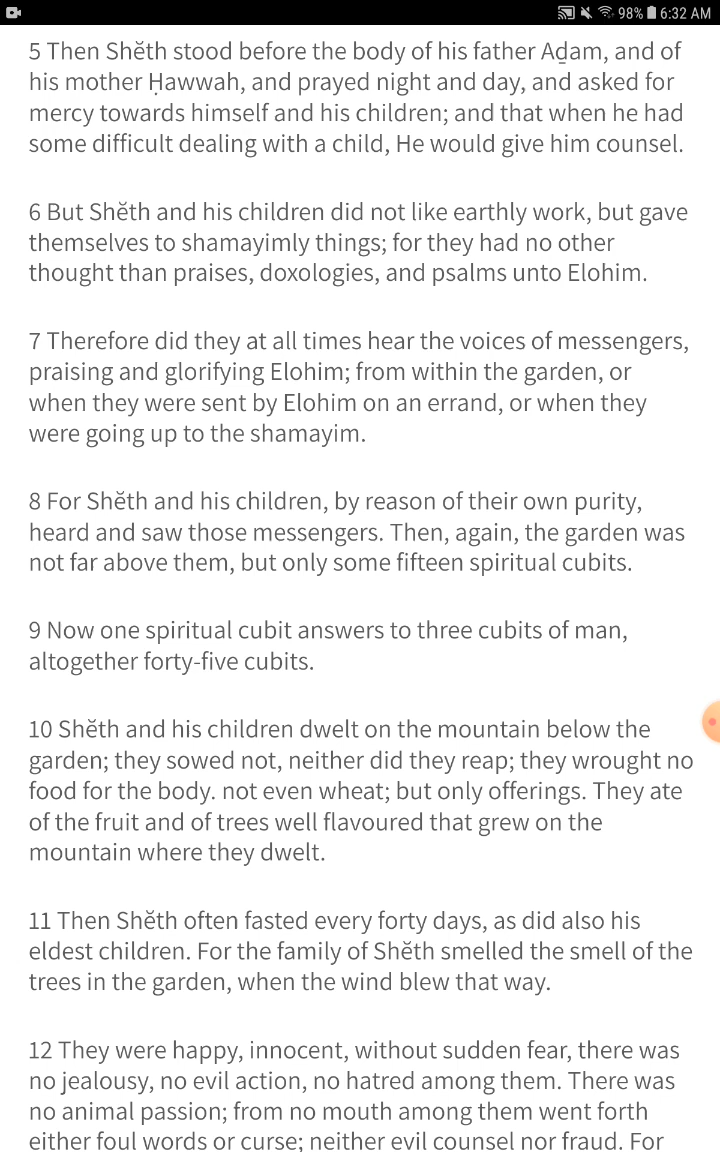 98% 6:32 AM
5 Then Shĕth stood before the body of his father Aḏam, and of
his mother Ḥawwah, and prayed night and day, and asked for
mercy towards himself and his children; and that when he had
some difficult dealing with a child, He would give him counsel.
6 But Shĕth and his children did not like earthly work, but gave
themselves to shamayimly things; for they had no other
thought than praises, doxologies, and psalms unto Elohim.
7 Therefore did they at all times hear the voices of messengers,
praising and glorifying Elohim; from within the garden, or
when they were sent by Elohim on an errand, or when they
were going up to the shamayim.
8 For Shĕth and his children, by reason of their own purity,
heard and saw those messengers. Then, again, the garden was
not far above them, but only some fifteen spiritual cubits.
9 Now one spiritual cubit answers to three cubits of man,
altogether forty-five cubits.
10 Shĕth and his children dwelt on the mountain below the
garden; they sowed not, neither did they reap; they wrought no
food for the body. not even wheat; but only offerings. They ate
of the fruit and of trees well flavoured that grew on the
mountain where they dwelt.
11 Then Shĕth often fasted every forty days, as did also his
eldest children. For the family of Shĕth smelled the smell of the
trees in the garden, when the wind blew that way.
12 They were happy, innocent, without sudden fear, there was
no jealousy, no evil action, no hatred among them. There was
no animal passion; from no mouth among them went forth
either foul words or curse; neither evil counsel nor fraud. For